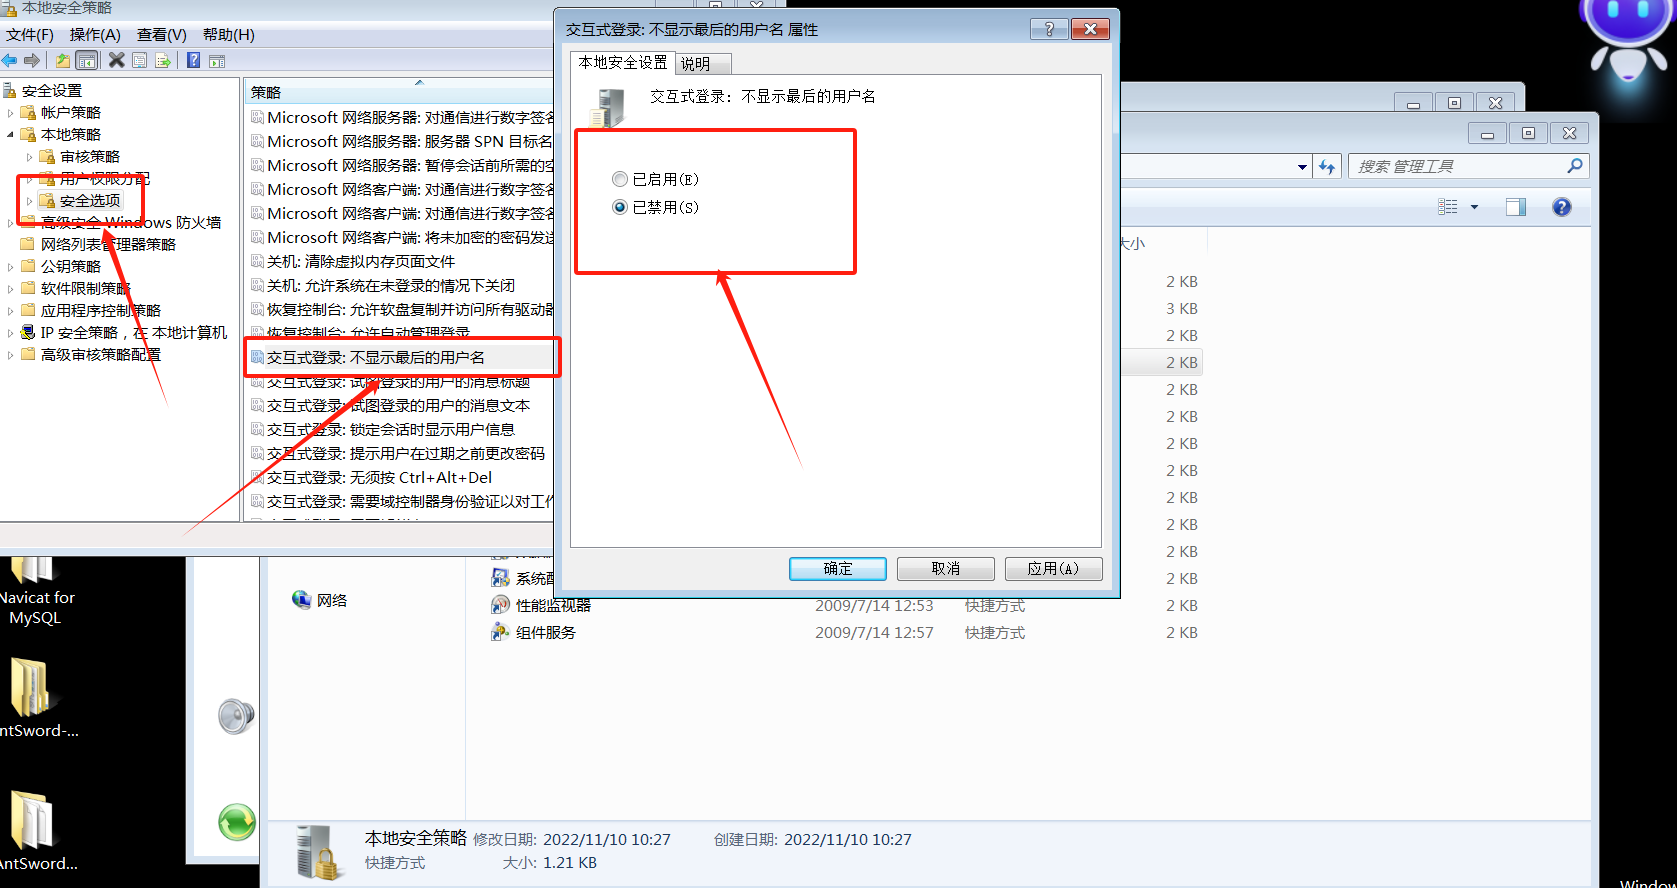 本地安全策略
文件(F) 操作(A) 查看(V) 帮助(H)
安全设置
帐户策略
本地策略
审核策略
用户权限分配
安全选项
高级安全 Windows 防火墙
网络列表管理器策略
公钥策略
软件限制策略
应用程序控制策略
IP 安全策略，在 本地计算机
高级审核策略配置
策略
Microsoft 网络服务器: 对通信进行数字签名
Microsoft 网络服务器: 服务器 SPN 目标名
Microsoft 网络服务器: 暂停会话前所需的空
Microsoft 网络客户端: 对通信进行数字签名
Microsoft 网络客户端: 对通信进行数字签名
Microsoft 网络客户端: 将未加密的密码发送
关机: 清除虚拟内存页面文件
关机: 允许系统在未登录的情况下关闭
恢复控制台: 允许软盘复制并访问所有驱动器
恢复控制台: 允许自动管理登录
交互式登录: 不显示最后的用户名
交互式登录: 试图登录的用户的消息标题
交互式登录: 试图登录的用户的消息文本
交互式登录: 锁定会话时显示用户信息
交互式登录: 提示用户在过期之前更改密码
交互式登录: 无须按 Ctrl+Alt+Del
交互式登录: 需要域控制器身份验证以对工作
交互式登录: 不显示最后的用户名 属性
本地安全设置 说明
交互式登录: 不显示最后的用户名
已启用(E)
已禁用(S)
确定 取消 应用(A)
搜索 管理工具
大小
2 KB
3 KB
2 KB
2 KB
2 KB
2 KB
2 KB
2 KB
2 KB
2 KB
2 KB
系统配
2 KB
性能监视器 2009/7/14 12:53 快捷方式 2 KB
组件服务 2009/7/14 12:57 快捷方式 2 KB
网络
Navicat for
MySQL
ntSword-...
AntSword...
本地安全策略 修改日期: 2022/11/10 10:27 创建日期: 2022/11/10 10:27
快捷方式 大小: 1.21 KB
Window